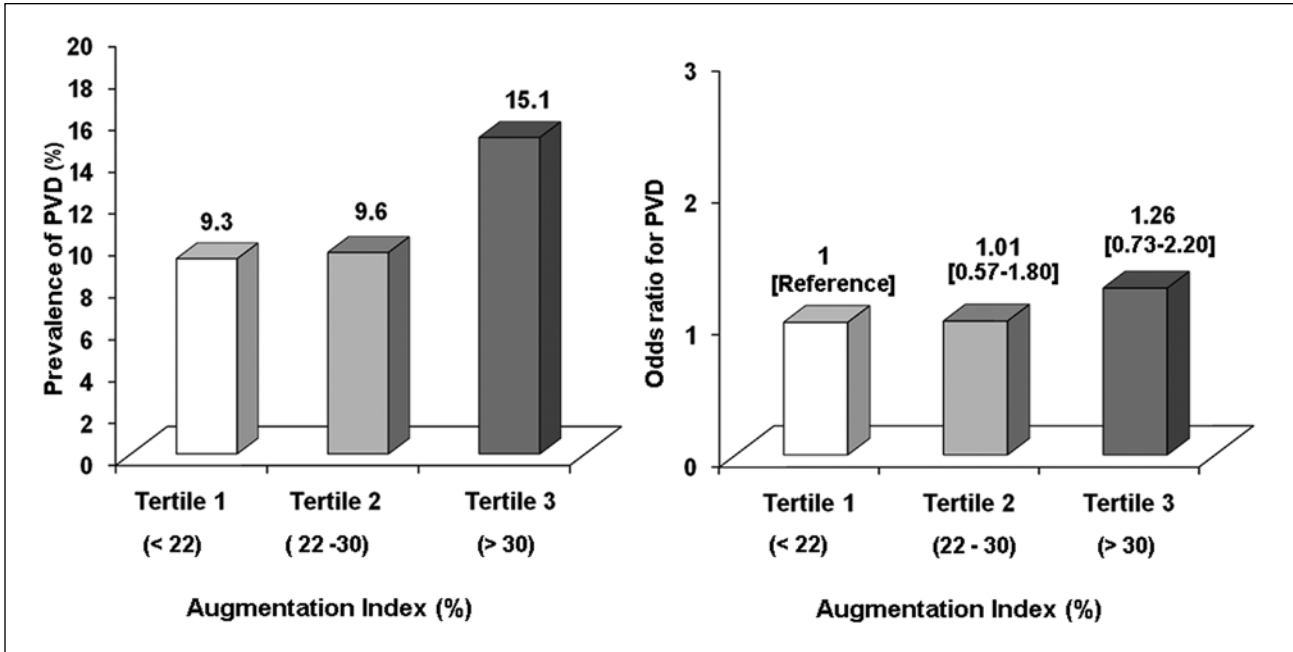 Prevalence of PVD (%)
20
18
16
14
12
10
8
6
4
2
0
9.3
9.6
15.1
Tertile 1
Tertile 2
Tertile 3
(< 22)
( 22 -30)
(> 30)
Augmentation Index (%)
Odds ratio for PVD
3
2
1
0
1
[Reference]
1.01
[0.57-1.80]
1.26
[0.73-2.20]
Tertile 1
Tertile 2
Tertile 3
(< 22)
(22 - 30)
(> 30)
Augmentation Index (%)